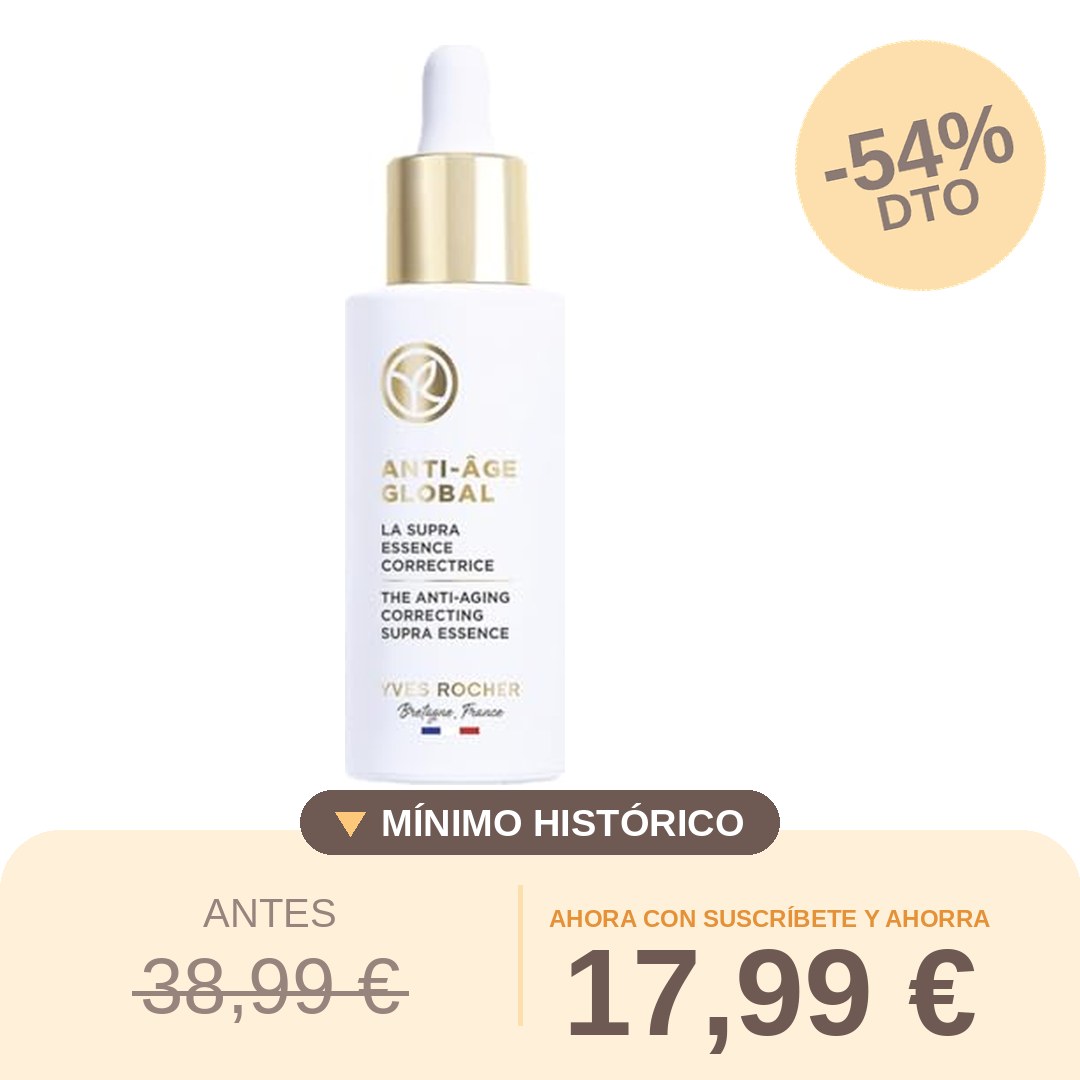 -54%
DTO
ANTI-ÂGE
GLOBAL
LA SUPRA
ESSENCE
CORRECTRICE
THE ANTI-AGING
CORRECTING
SUPRA ESSENCE
YVES ROCHER
Bretagne, France
MÍNIMO HISTÓRICO
ANTES
38,99 €
AHORA CON SUSCRÍBETE Y AHORRA
17,99 €